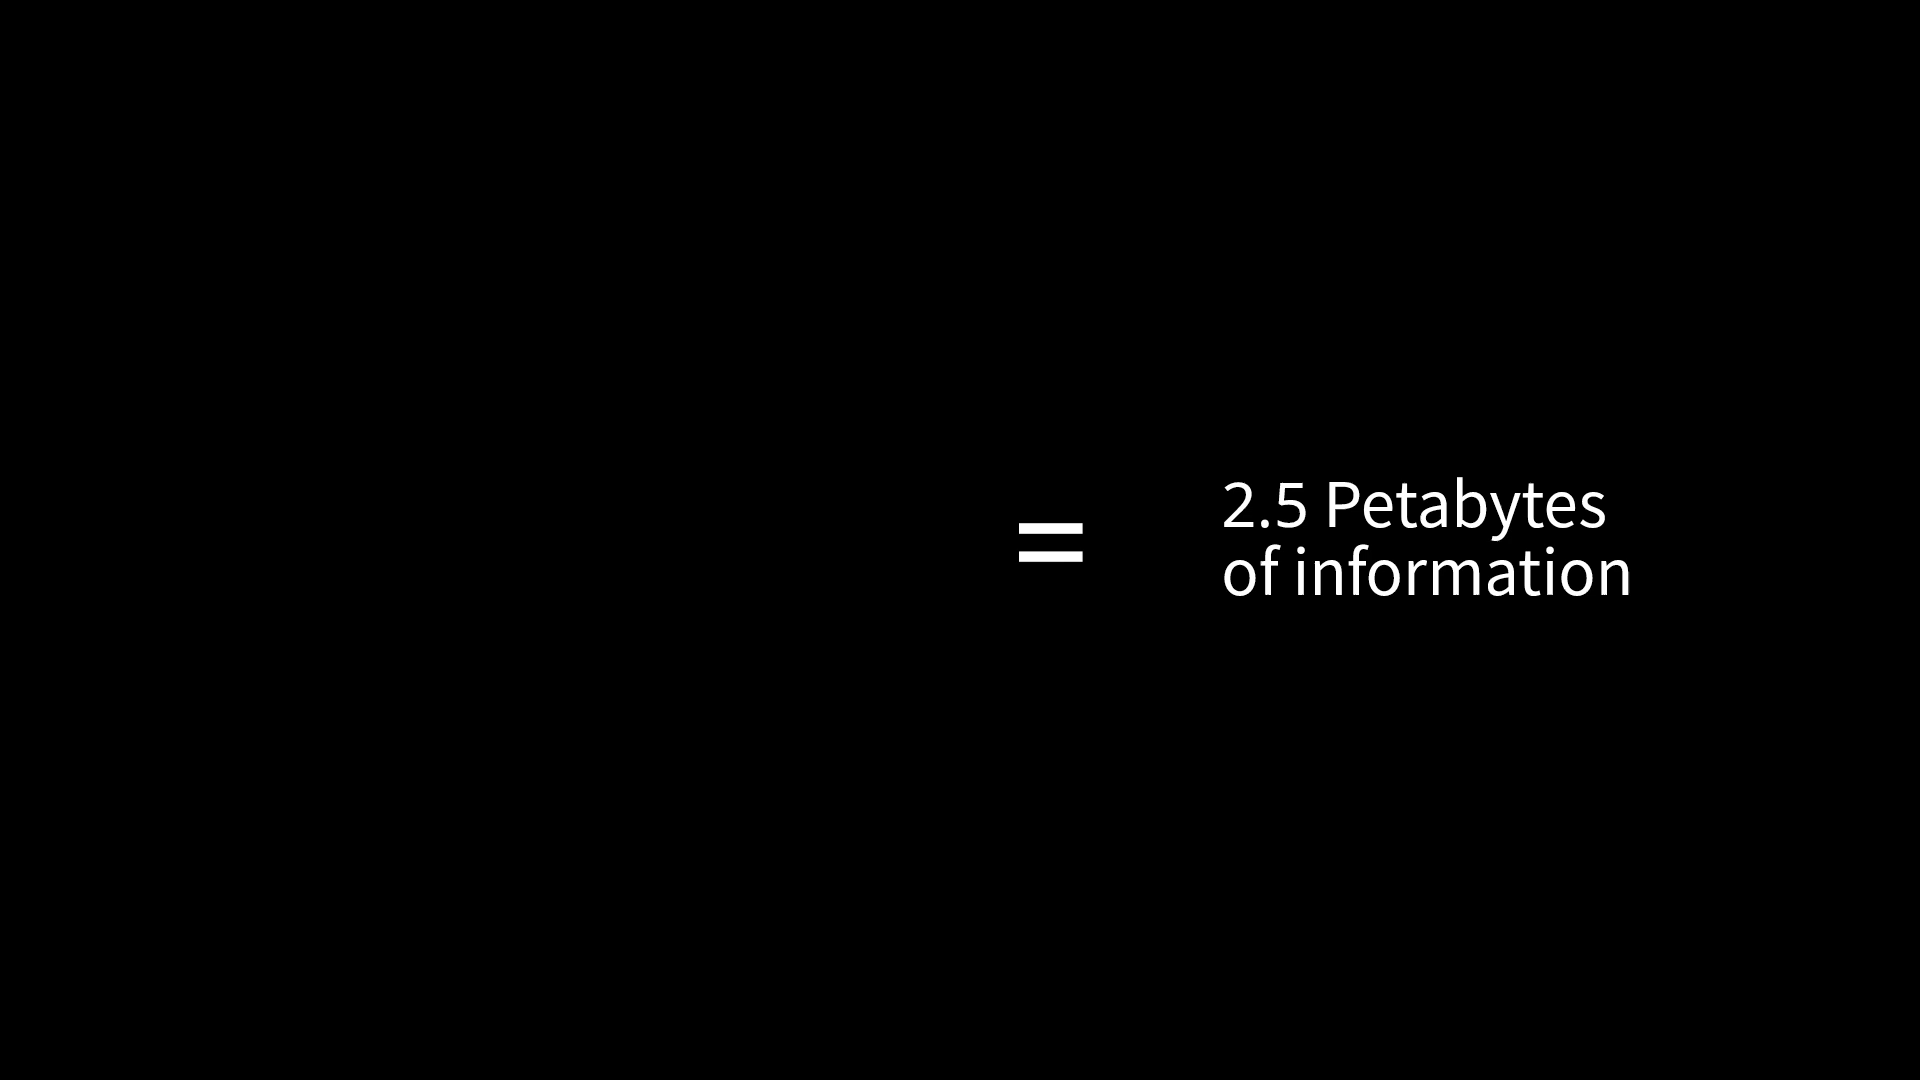 =
2.5 Petabytes
of information